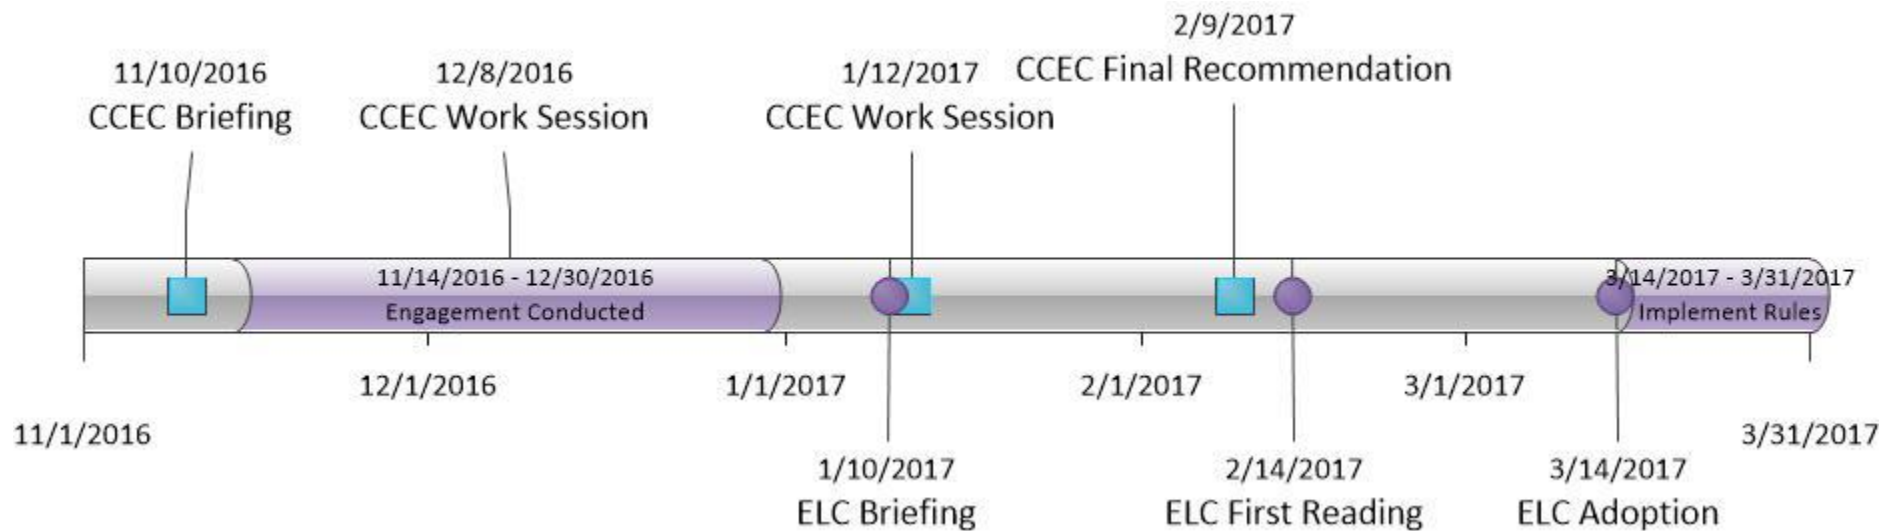 2/9/2017
CCEC Final Recommendation
11/10/2016
CCEC Briefing
12/8/2016
CCEC Work Session
1/12/2017
CCEC Work Session
11/14/2016 - 12/30/2016
Engagement Conducted
3/14/2017 - 3/31/2017
Implement Rules
12/1/2016
1/1/2017
2/1/2017
3/1/2017
11/1/2016
3/31/2017
1/10/2017
ELC Briefing
2/14/2017
ELC First Reading
3/14/2017
ELC Adoption